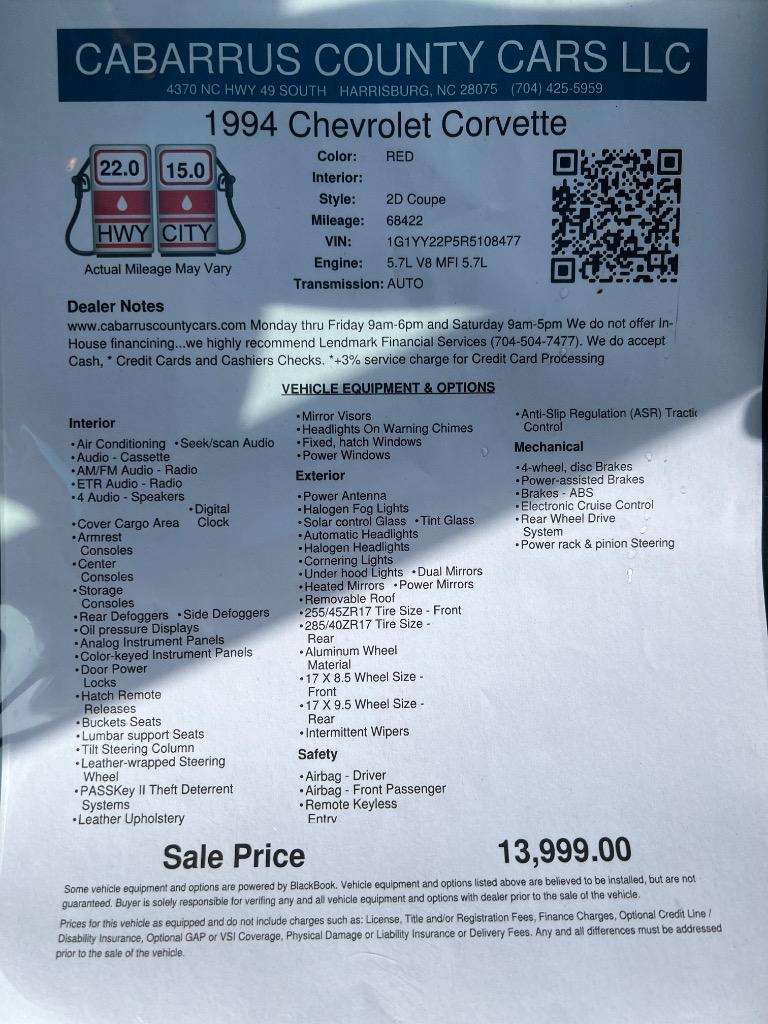 CABARRUS COUNTY CARS LLC
4370 NC HWY 49 SOUTH HARRISBURG, NC 28075 (704) 425-5959
1994 Chevrolet Corvette
22.0 15.0
HWY CITY
Actual Mileage May Vary
Color: RED
Interior:
Style: 2D Coupe
Mileage: 68422
VIN: 1G1YY22P5R5108477
Engine: 5.7L V8 MFI 5.7L
Transmission: AUTO
Dealer Notes
www.cabarruscountycars.com Monday thru Friday 9am-6pm and Saturday 9am-5pm We do not offer In-
House financining...we highly recommend Lendmark Financial Services (704-504-7477). We do accept
Cash, * Credit Cards and Cashiers Checks. *+3% service charge for Credit Card Processing
VEHICLE EQUIPMENT & OPTIONS
Interior
•Air Conditioning •Seek/scan Audio
•Audio - Cassette
•AM/FM Audio - Radio
•ETR Audio - Radio
•4 Audio - Speakers
•Digital
•Cover Cargo Area Clock
•Armrest
Consoles
•Center
Consoles
•Storage
Consoles
•Rear Defoggers •Side Defoggers
•Oil pressure Displays
•Analog Instrument Panels
•Color-keyed Instrument Panels
•Door Power
Locks
•Hatch Remote
Releases
•Buckets Seats
•Lumbar support Seats
•Tilt Steering Column
•Leather-wrapped Steering
Wheel
•PASSKey II Theft Deterrent
Systems
•Leather Upholstery
•Mirror Visors
•Headlights On Warning Chimes
•Fixed, hatch Windows
•Power Windows
Exterior
•Power Antenna
•Halogen Fog Lights
•Solar control Glass •Tint Glass
•Automatic Headlights
•Halogen Headlights
•Cornering Lights
•Under hood Lights •Dual Mirrors
•Heated Mirrors •Power Mirrors
•Removable Roof
•255/45ZR17 Tire Size - Front
•285/40ZR17 Tire Size -
Rear
•Aluminum Wheel
Material
•17 X 8.5 Wheel Size -
Front
•17 X 9.5 Wheel Size -
Rear
•Intermittent Wipers
Safety
•Airbag - Driver
•Airbag - Front Passenger
•Remote Keyless
Entry
•Anti-Slip Regulation (ASR) Tractic
Control
Mechanical
•4-wheel, disc Brakes
•Power-assisted Brakes
•Brakes - ABS
•Electronic Cruise Control
•Rear Wheel Drive
System
•Power rack & pinion Steering
Sale Price 13,999.00
Some vehicle equipment and options are powered by BlackBook. Vehicle equipment and options listed above are believed to be installed, but are not
guaranteed. Buyer is solely responsible for verifing any and all vehicle equipment and options with dealer prior to the sale of the vehicle.
Prices for this vehicle as equipped and do not include charges such as: License, Title and/or Registration Fees, Finance Charges, Optional Credit Line /
Disability Insurance, Optional GAP or VSI Coverage, Physical Damage or Liability Insurance or Delivery Fees. Any and all differences must be addressed
prior to the sale of the vehicle.